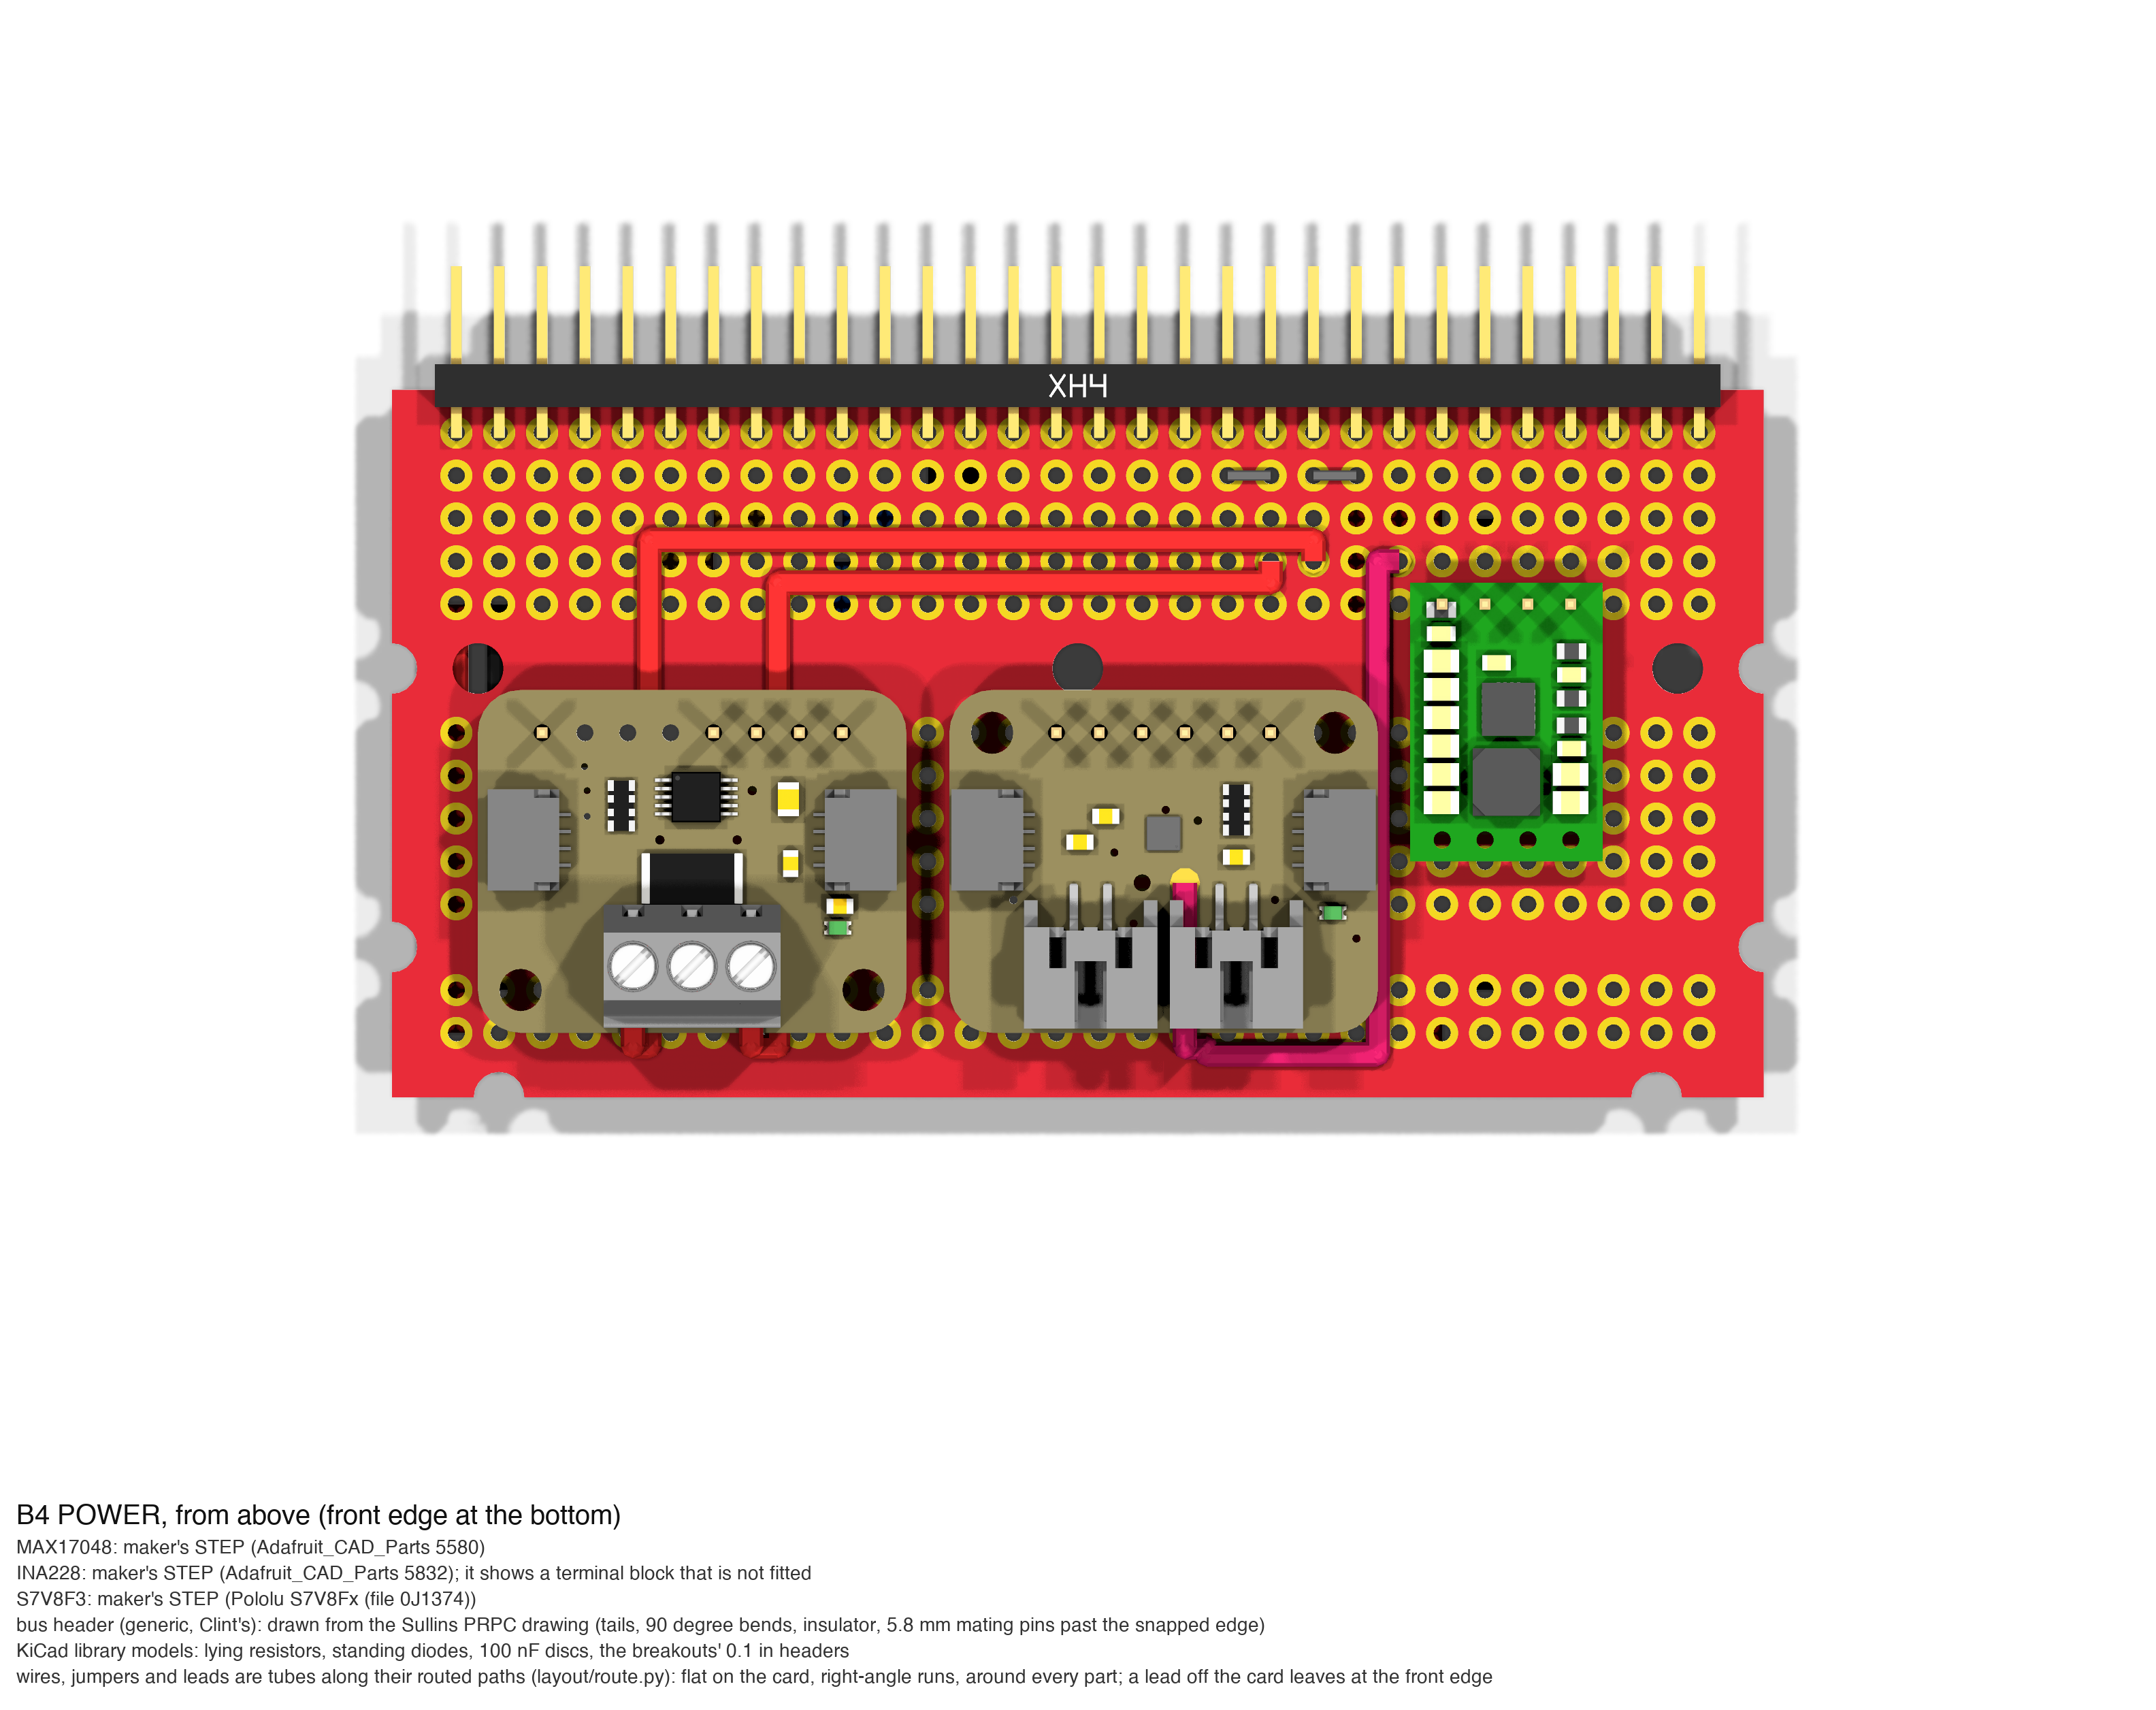 XH4
B4 POWER, from above (front edge at the bottom)
MAX17048: maker's STEP (Adafruit_CAD_Parts 5580)
INA228: maker's STEP (Adafruit_CAD_Parts 5832); it shows a terminal block that is not fitted
S7V8F3: maker's STEP (Pololu S7V8Fx (file 0J1374))
bus header (generic, Clint's): drawn from the Sullins PRPC drawing (tails, 90 degree bends, insulator, 5.8 mm mating pins past the snapped edge)
KiCad library models: lying resistors, standing diodes, 100 nF discs, the breakouts' 0.1 in headers
wires, jumpers and leads are tubes along their routed paths (layout/route.py): flat on the card, right-angle runs, around every part; a lead off the card leaves at the front edge